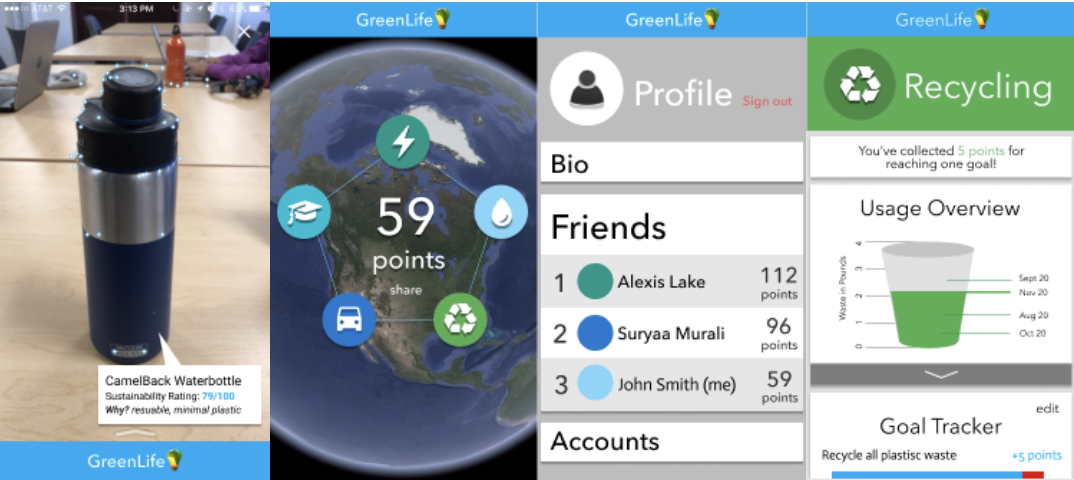 AT&T
3:13 PM
CamelBack Waterbottle
Sustainability Rating: 79/100
Why? resuable, minimal plastic
GreenLife
GreenLife
59
points
share
GreenLife
Profile
Sign out
Bio
Friends
1 Alexis Lake 112 points
2 Suryaa Murali 96 points
3 John Smith (me) 59 points
Accounts
GreenLife
Recycling
You've collected 5 points for
reaching one goal!
Usage Overview
Waste in Pounds
4
3
2
1
0
Sept 20
Nov 20
Aug 20
Oct 20
edit
Goal Tracker
Recycle all plastisc waste +5 points